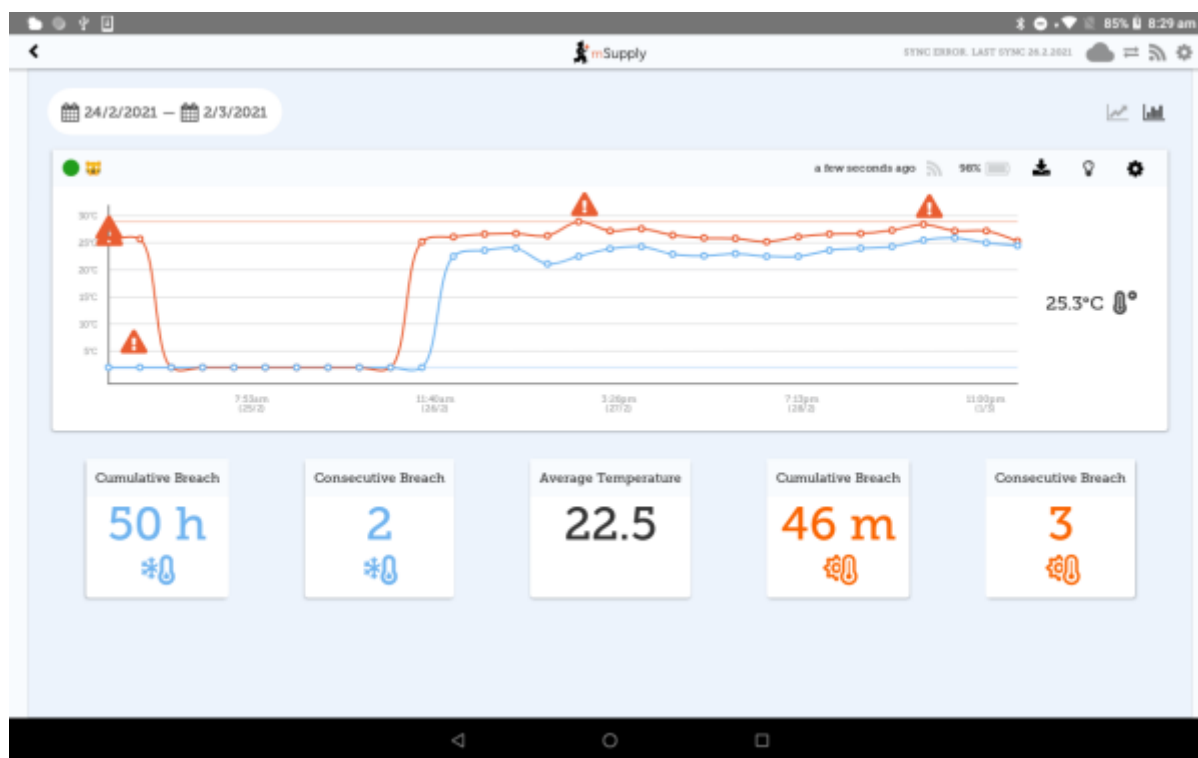 85% 8:29 am
mSupply
SYNC ERROR. LAST SYNC 26.2.2021
24/2/2021 — 2/3/2021
a few seconds ago 98%
30°C
25°C
20°C
15°C
10°C
5°C
25.3°C
7:53am 11:40am 3:26pm 7:13pm 11:00pm
(25/2) (26/2) (27/2) (28/2) (1/3)
Cumulative Breach Consecutive Breach Average Temperature Cumulative Breach Consecutive Breach
50 h 2 22.5 46 m 3